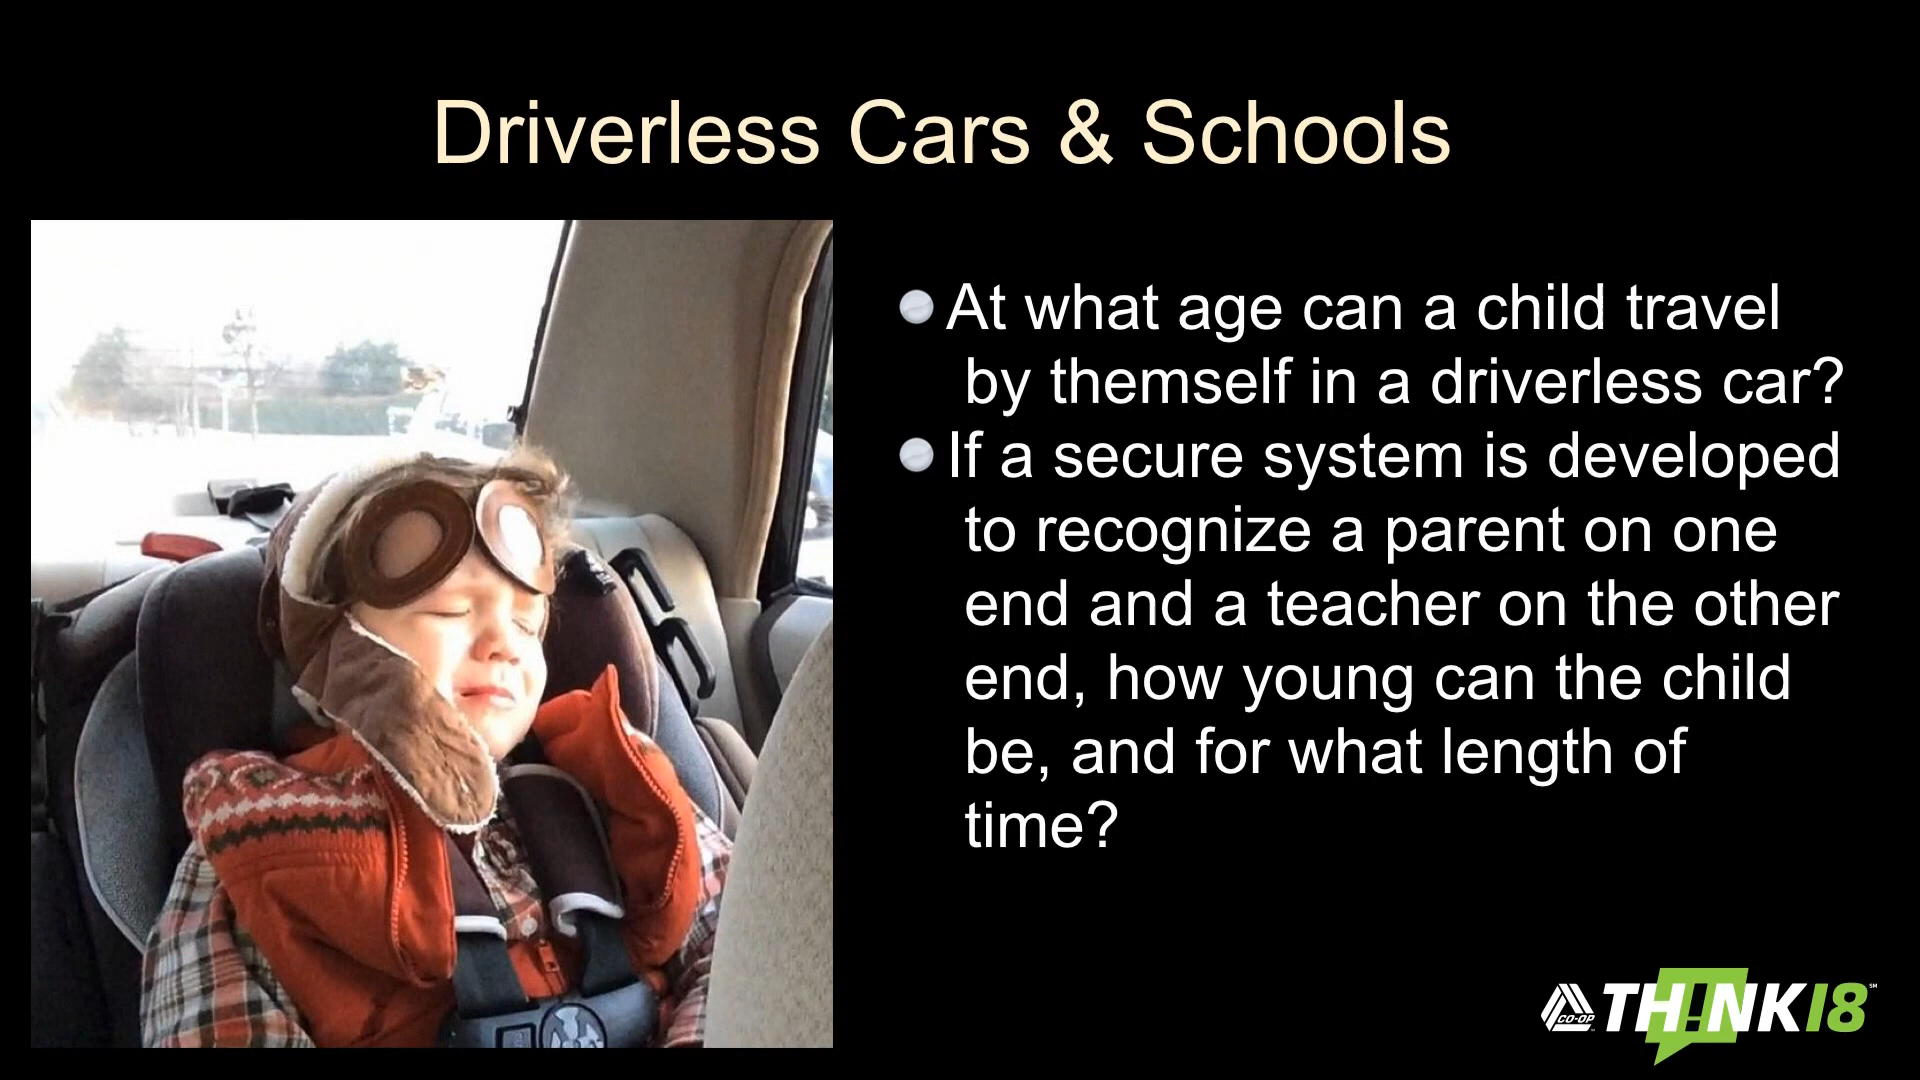 Driverless Cars & Schools
At what age can a child travel
by themself in a driverless car?
If a secure system is developed
to recognize a parent on one
end and a teacher on the other
end, how young can the child
be, and for what length of
time?
CO-OP TH!NK18 SM